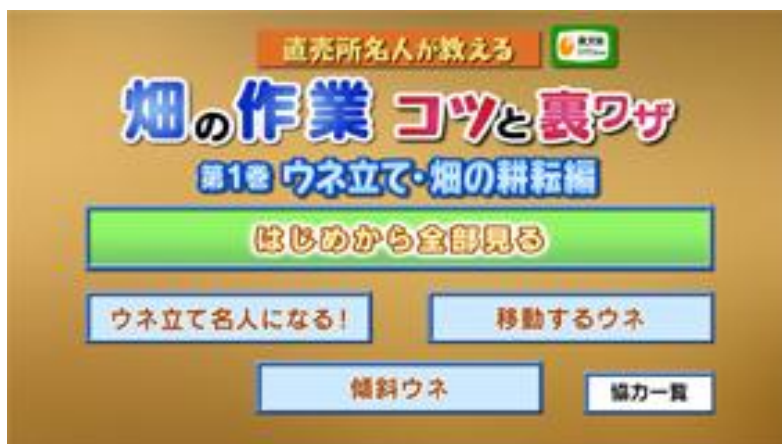 直売所名人が教える
畑の作業 コツと裏ワザ
第1巻 ウネ立て・畑の耕耘編
はじめから全部見る
ウネ立て名人になる!
移動するウネ
傾斜ウネ
協力一覧